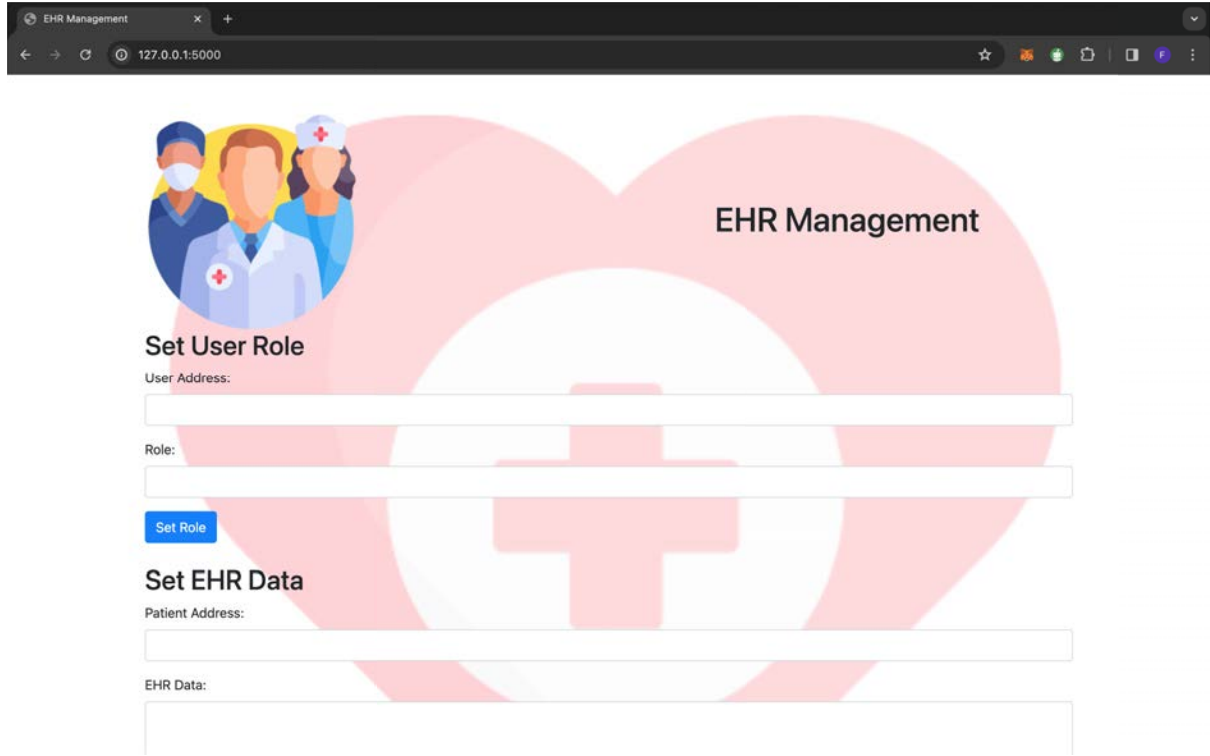 EHR Management
127.0.0.1:5000
F
EHR Management
Set User Role
User Address:
Role:
Set Role
Set EHR Data
Patient Address:
EHR Data: